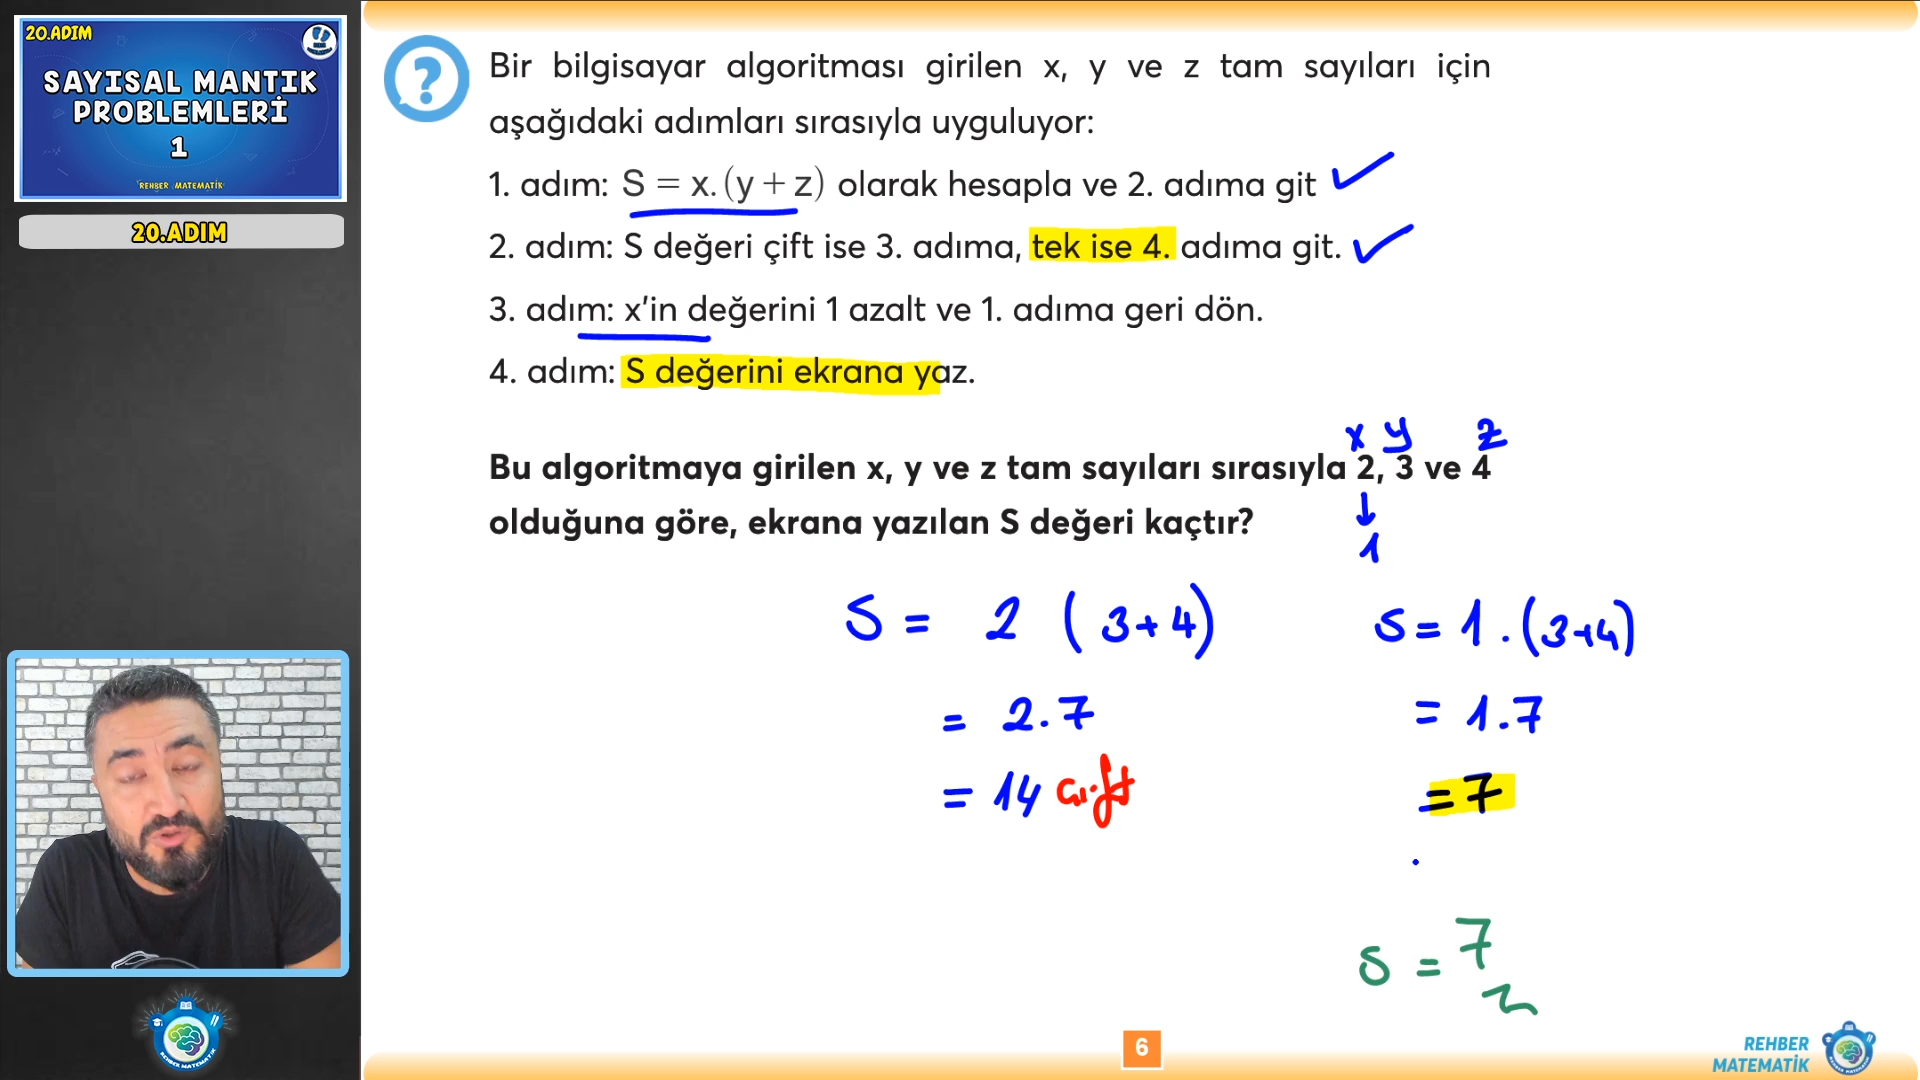 20.ADIM
SAYISAL MANTIK
PROBLEMLERİ
1
REHBER MATEMATİK
20.ADIM
Bir bilgisayar algoritması girilen x, y ve z tam sayıları için
aşağıdaki adımları sırasıyla uyguluyor:
1. adım: S = x.(y+z) olarak hesapla ve 2. adıma git
2. adım: S değeri çift ise 3. adıma, tek ise 4. adıma git.
3. adım: x'in değerini 1 azalt ve 1. adıma geri dön.
4. adım: S değerini ekrana yaz.
x y z
Bu algoritmaya girilen x, y ve z tam sayıları sırasıyla 2, 3 ve 4
olduğuna göre, ekrana yazılan S değeri kaçtır?
↓
1
S = 2 (3+4)
= 2.7
= 14 çift
S = 1.(3+4)
= 1.7
= 7
S = 7
6
REHBER
MATEMATİK